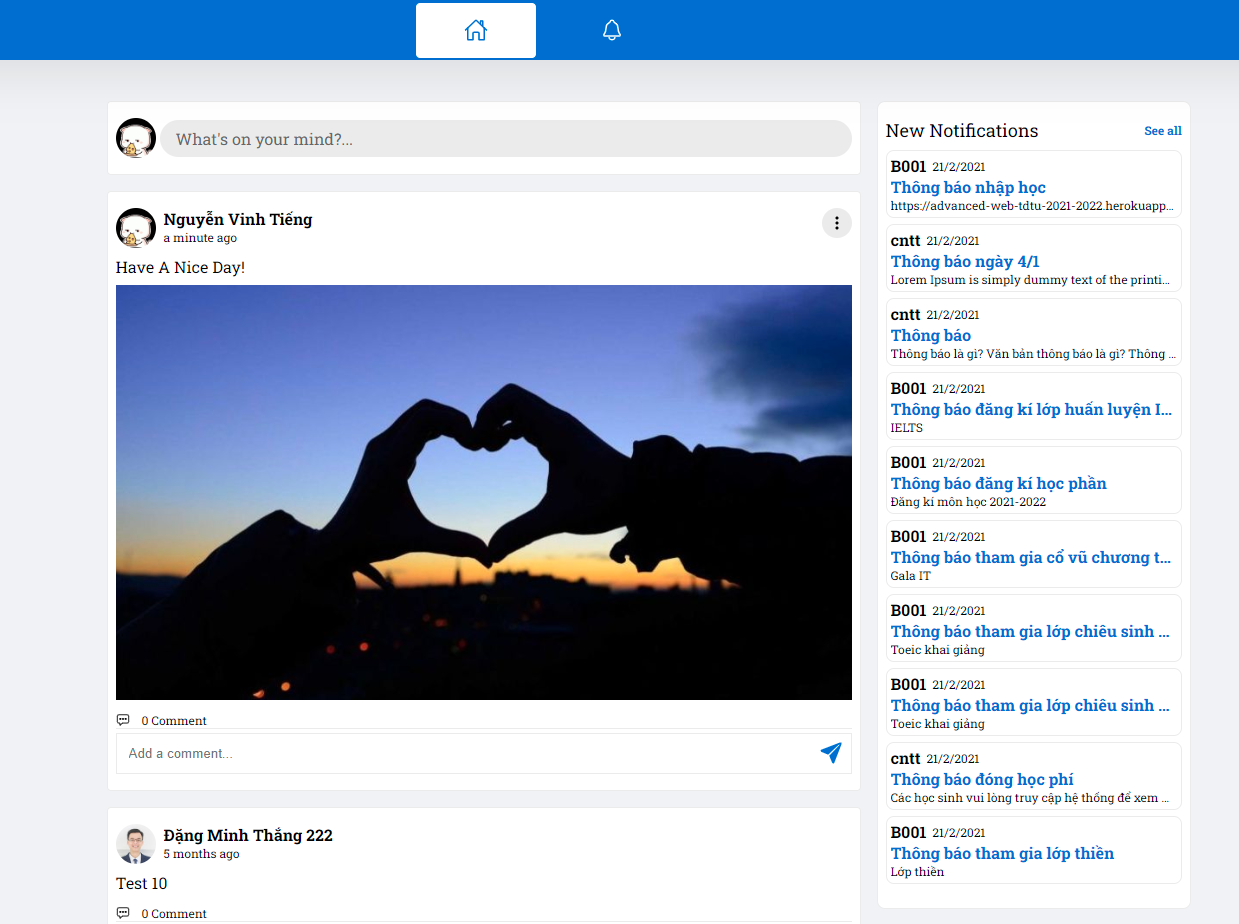 What's on your mind?...
Nguyễn Vinh Tiếng
a minute ago
Have A Nice Day!
0 Comment
Add a comment...
Đặng Minh Thắng 222
5 months ago
Test 10
0 Comment
New Notifications
See all
B001 21/2/2021
Thông báo nhập học
https://advanced-web-tdtu-2021-2022.herokuapp...
cntt 21/2/2021
Thông báo ngày 4/1
Lorem Ipsum is simply dummy text of the printi...
cntt 21/2/2021
Thông báo
Thông báo là gì? Văn bản thông báo là gì? Thông ...
B001 21/2/2021
Thông báo đăng kí lớp huấn luyện I...
IELTS
B001 21/2/2021
Thông báo đăng kí học phần
Đăng kí môn học 2021-2022
B001 21/2/2021
Thông báo tham gia cổ vũ chương t...
Gala IT
B001 21/2/2021
Thông báo tham gia lớp chiêu sinh ...
Toeic khai giảng
B001 21/2/2021
Thông báo tham gia lớp chiêu sinh ...
Toeic khai giảng
cntt 21/2/2021
Thông báo đóng học phí
Các học sinh vui lòng truy cập hệ thống để xem ...
B001 21/2/2021
Thông báo tham gia lớp thiền
Lớp thiền